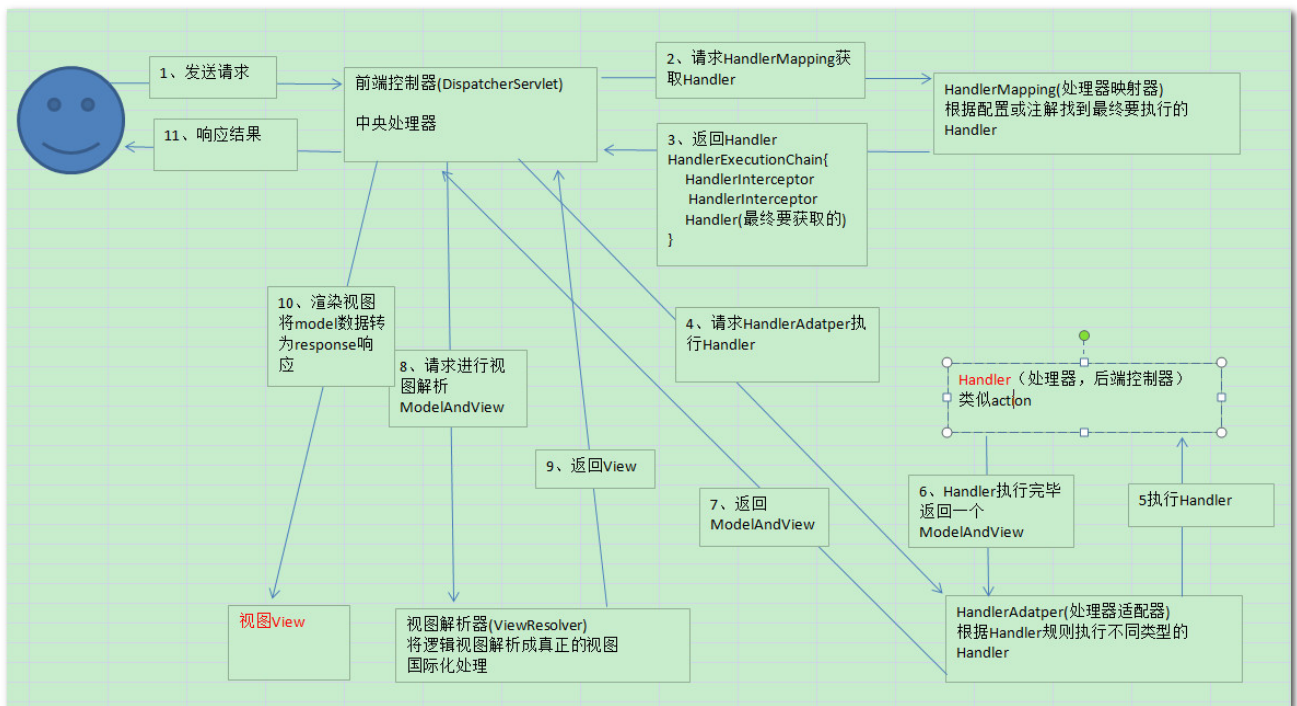 1、发送请求
11、响应结果
前端控制器(DispatcherServlet)
中央处理器
2、请求HandlerMapping获
取Handler
HandlerMapping(处理器映射器)
根据配置或注解找到最终要执行的
Handler
3、返回Handler
HandlerExecutionChain{
HandlerInterceptor
HandlerInterceptor
Handler(最终要获取的)
}
10、渲染视图
将model数据转
为response响
应
8、请求进行视
图解析
ModelAndView
4、请求HandlerAdatper执
行Handler
Handler（处理器，后端控制器）
类似action
9、返回View
7、返回
ModelAndView
6、Handler执行完毕
返回一个
ModelAndView
5执行Handler
视图View
视图解析器(ViewResolver)
将逻辑视图解析成真正的视图
国际化处理
HandlerAdatper(处理器适配器)
根据Handler规则执行不同类型的
Handler